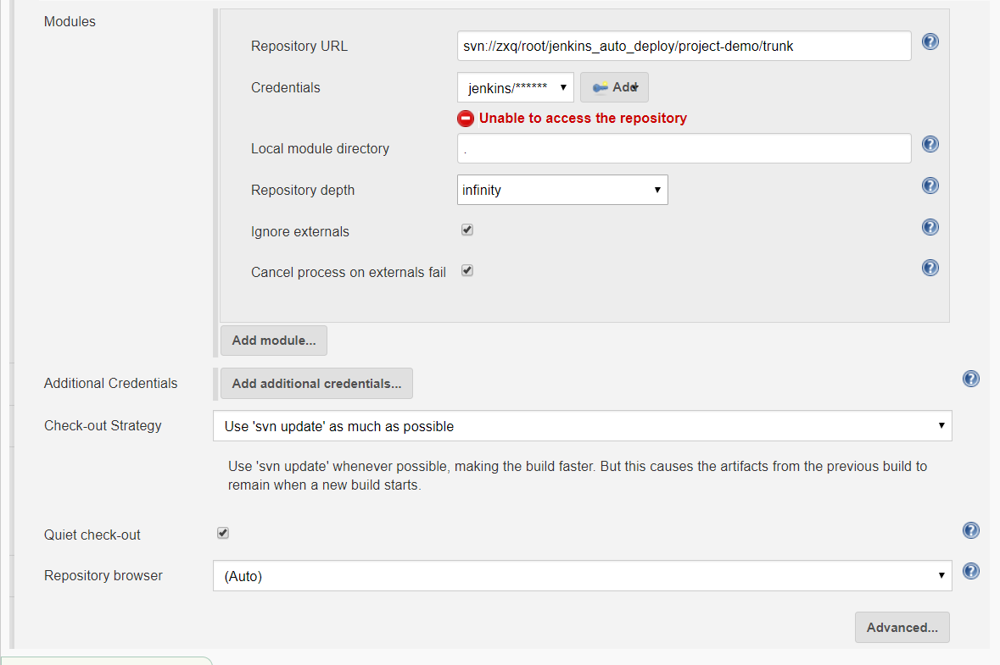 Modules
Repository URL
svn://zxq/root/jenkins_auto_deploy/project-demo/trunk
Credentials
jenkins/******
Add
Unable to access the repository
Local module directory
.
Repository depth
infinity
Ignore externals
Cancel process on externals fail
Add module...
Additional Credentials
Add additional credentials...
Check-out Strategy
Use 'svn update' as much as possible
Use 'svn update' whenever possible, making the build faster. But this causes the artifacts from the previous build to
remain when a new build starts.
Quiet check-out
Repository browser
(Auto)
Advanced...